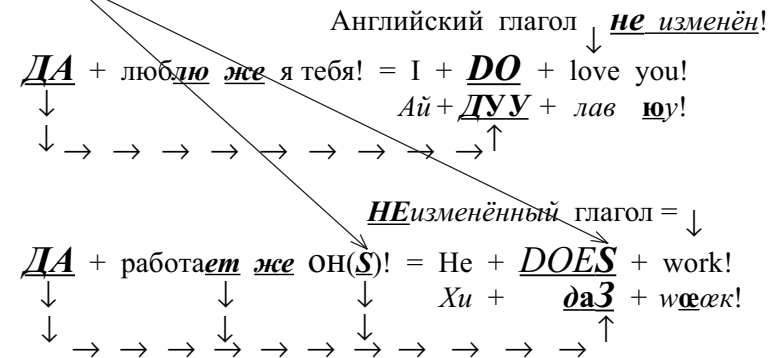 Английский глагол не изменён!
ДА + люблю же я тебя! = I + DO + love you!
Ай + ДУУ + лав юу!
НЕизменённый глагол =
ДА + работает же он(S)! = He + DOES + work!
Хи + даЗ + wœœк!